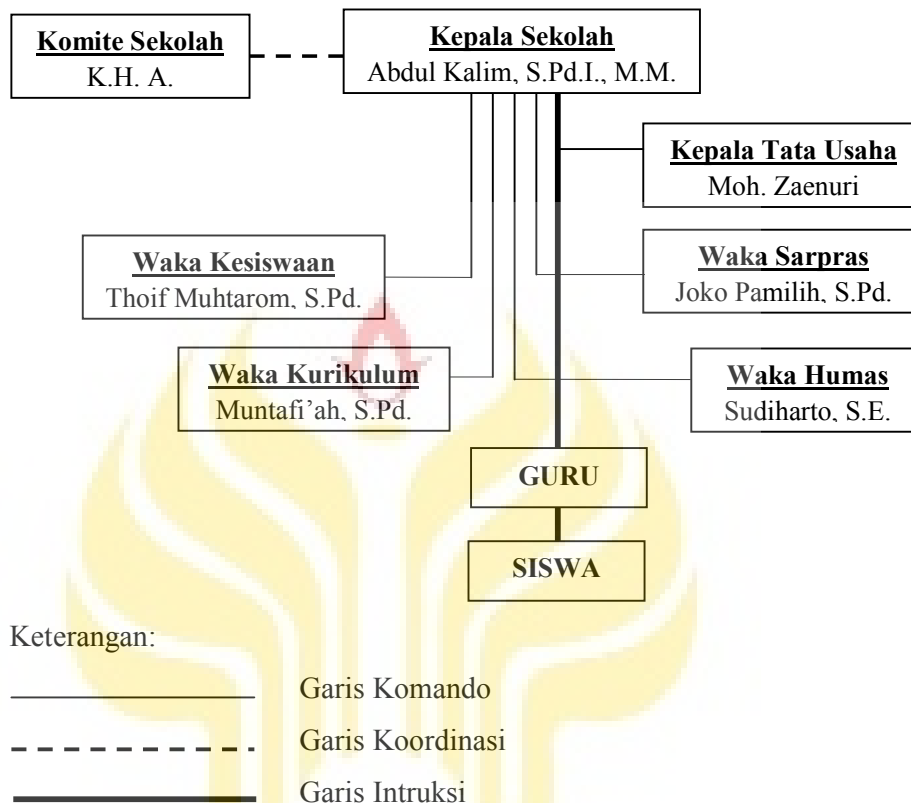 Komite Sekolah
K.H. A.
Kepala Sekolah
Abdul Kalim, S.Pd.I., M.M.
Kepala Tata Usaha
Moh. Zaenuri
Waka Kesiswaan
Thoif Muhtarom, S.Pd.
Waka Sarpras
Joko Pamilih, S.Pd.
Waka Kurikulum
Muntafi’ah, S.Pd.
Waka Humas
Sudiharto, S.E.
GURU
SISWA
Keterangan:
Garis Komando
Garis Koordinasi
Garis Intruksi